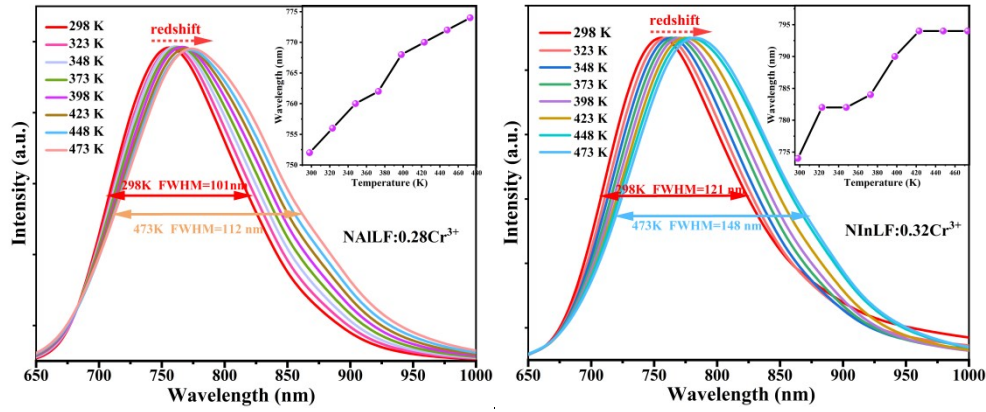 redshift
298 K
323 K
348 K
373 K
398 K
423 K
448 K
473 K
Intensity (a.u.)
775
770
765
760
755
750
Wavelength (nm)
300 320 340 360 380 400 420 440 460 480
Temperature (K)
298K FWHM=101nm
473K FWHM=112 nm
NAlLF:0.28Cr³⁺
650 700 750 800 850 900 950 1000
Wavelength (nm)
redshift
298 K
323 K
348 K
373 K
398 K
423 K
448 K
473 K
Intensity (a.u.)
795
790
785
780
775
Wavelength (nm)
300 320 340 360 380 400 420 440 460 480
Temperature (K)
298K FWHM=121 nm
473K FWHM=148 nm
NInLF:0.32Cr³⁺
650 700 750 800 850 900 950 1000
Wavelength (nm)